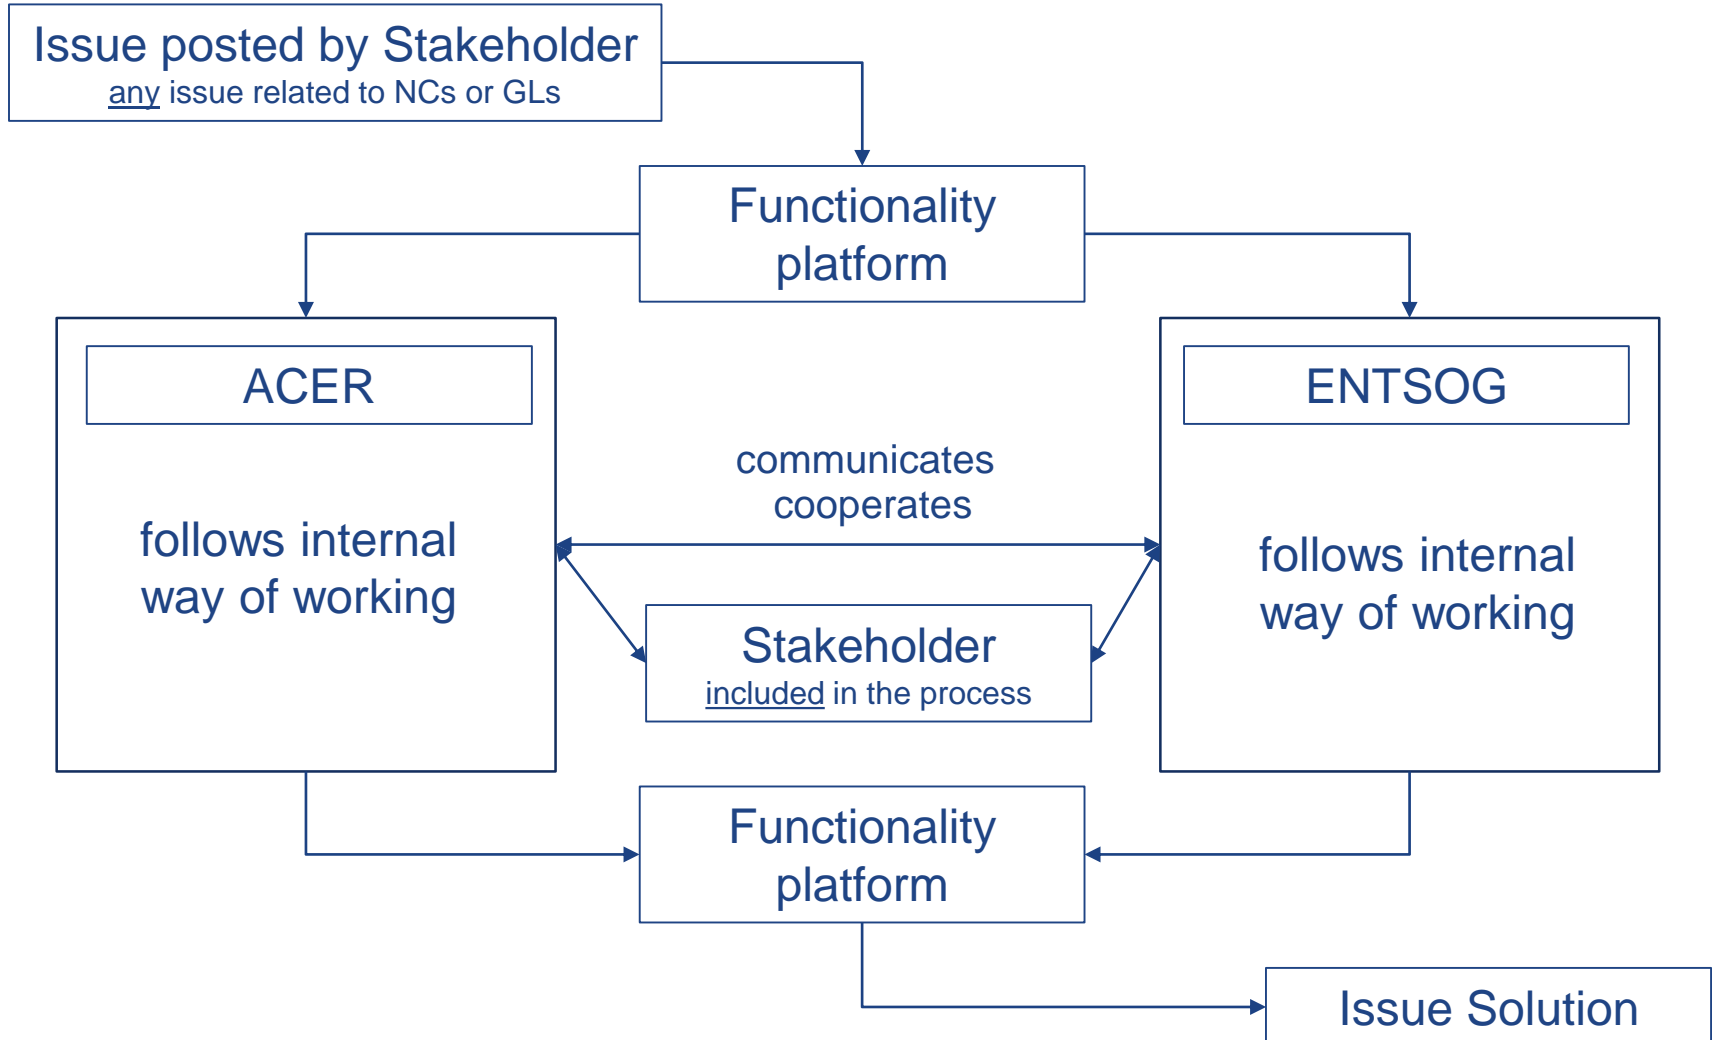 Issue posted by Stakeholder
any issue related to NCs or GLs
Functionality
platform
ACER
ENTSOG
communicates
cooperates
follows internal
way of working
follows internal
way of working
Stakeholder
included in the process
Functionality
platform
Issue Solution